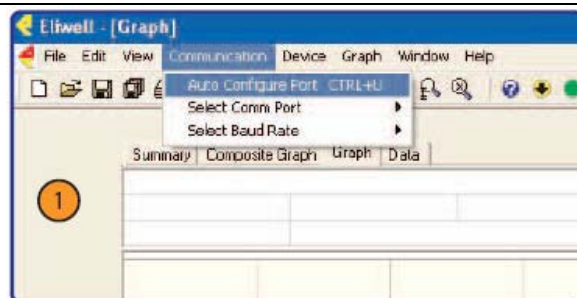 Eliwell - [Graph]
File Edit View Communication Device Graph Window Help
Auto Configure Port CTRL+U
Select Comm Port
Select Baud Rate
Summary Composite Graph Graph Data
1